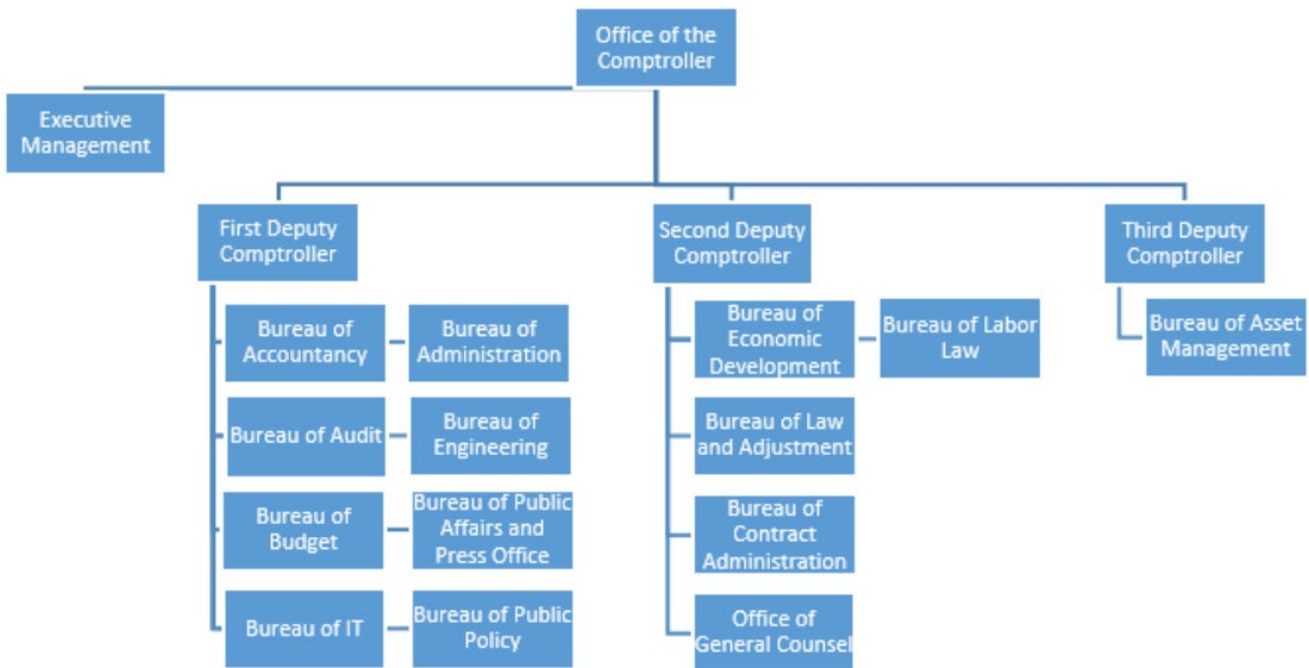 Office of the
Comptroller
Executive
Management
First Deputy
Comptroller
Second Deputy
Comptroller
Third Deputy
Comptroller
Bureau of
Accountancy
Bureau of
Administration
Bureau of Audit
Bureau of
Engineering
Bureau of
Budget
Bureau of Public
Affairs and
Press Office
Bureau of IT
Bureau of Public
Policy
Bureau of
Economic
Development
Bureau of Labor
Law
Bureau of Law
and Adjustment
Bureau of
Contract
Administration
Office of
General Counsel
Bureau of Asset
Management